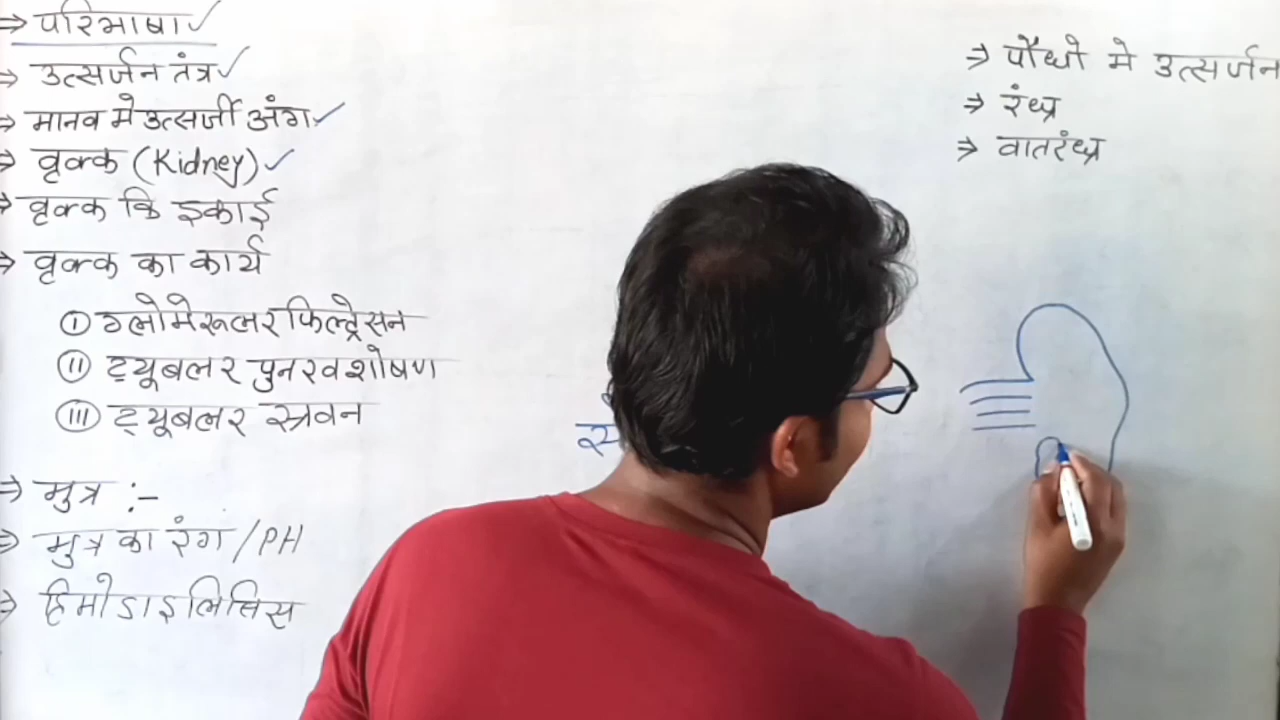 ⇒ परिभाषा ✓
⇒ उत्सर्जन तंत्र ✓
⇒ मानव मे उत्सर्जी अंग ✓
⇒ वृक्क (Kidney) ✓
⇒ वृक्क कि इकाई
⇒ वृक्क का कार्य
(I) ग्लोमेरूलर फिल्ट्रेसन
(II) ट्यूबलर पुनरवशोषण
(III) ट्यूबलर स्त्रवन
⇒ मुत्र :-
⇒ मुत्र का रंग / PH
⇒ हिमोडाइलिसिस
⇒ पौधो मे उत्सर्जन
⇒ रंध्र
⇒ वातरंध्र